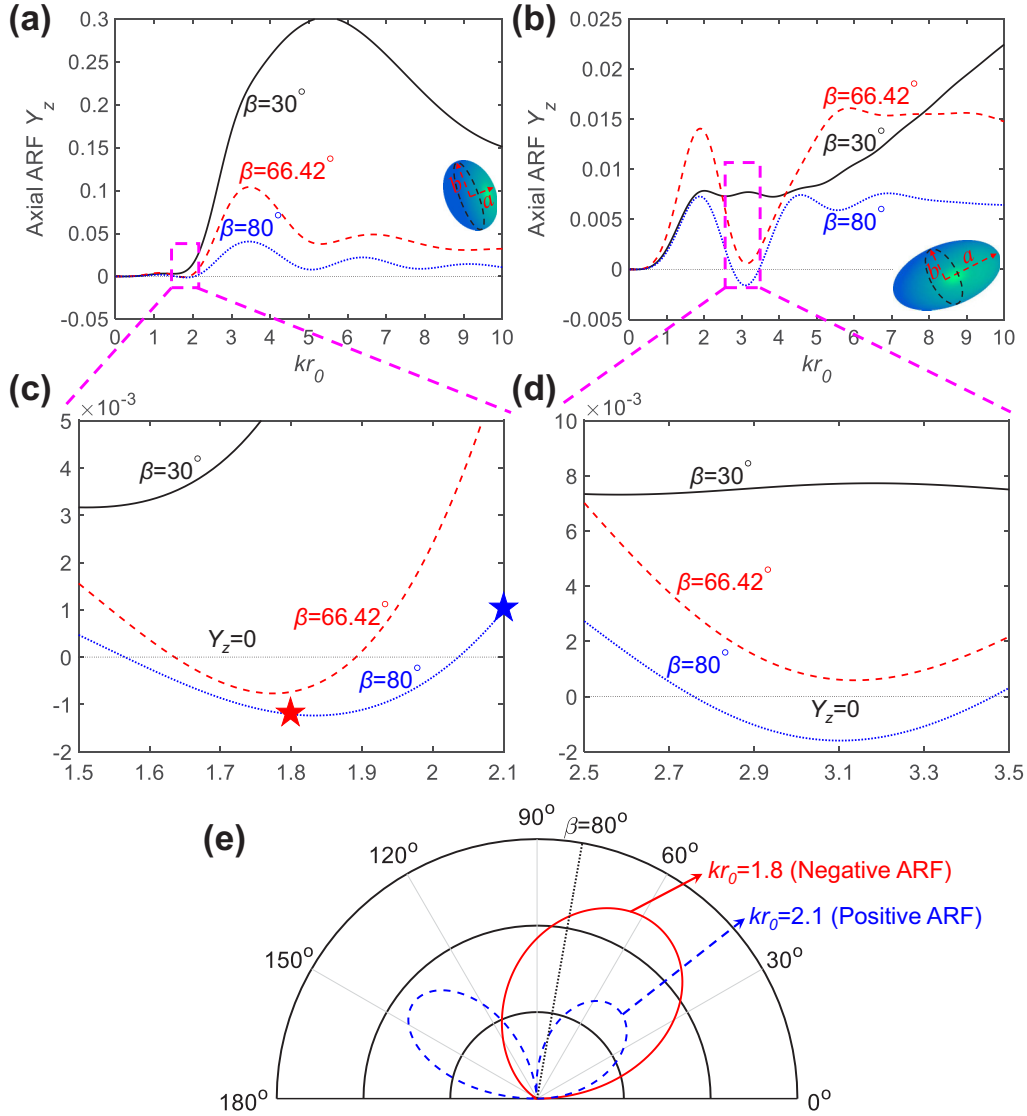 (a)
0.3
0.25
0.2
0.15
0.1
0.05
0
-0.05
Axial ARF Y_z
β=30°
β=66.42°
β=80°
b
a
0 1 2 3 4 5 6 7 8 9 10
kr_0
(b)
0.025
0.02
0.015
0.01
0.005
0
-0.005
Axial ARF Y_z
β=66.42°
β=30°
β=80°
b
a
0 1 2 3 4 5 6 7 8 9 10
kr_0
(c)
×10^-3
5
4
3
2
1
0
-1
-2
β=30°
β=66.42°
Y_z=0
β=80°
1.5 1.6 1.7 1.8 1.9 2 2.1
(d)
×10^-3
10
8
6
4
2
0
-2
β=30°
β=66.42°
β=80°
Y_z=0
2.5 2.7 2.9 3.1 3.3 3.5
(e)
90°
β=80°
120°
60°
kr_0=1.8 (Negative ARF)
kr_0=2.1 (Positive ARF)
150°
30°
180°
0°